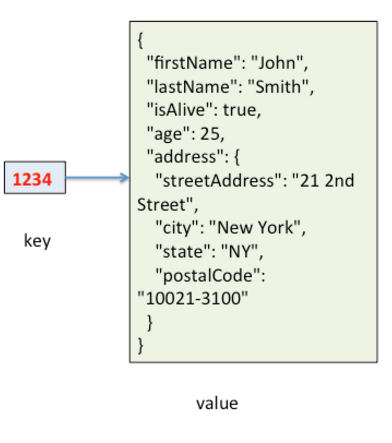 {
"firstName": "John",
"lastName": "Smith",
"isAlive": true,
"age": 25,
"address": {
"streetAddress": "21 2nd
Street",
"city": "New York",
"state": "NY",
"postalCode":
"10021-3100"
}
}
1234
key
value